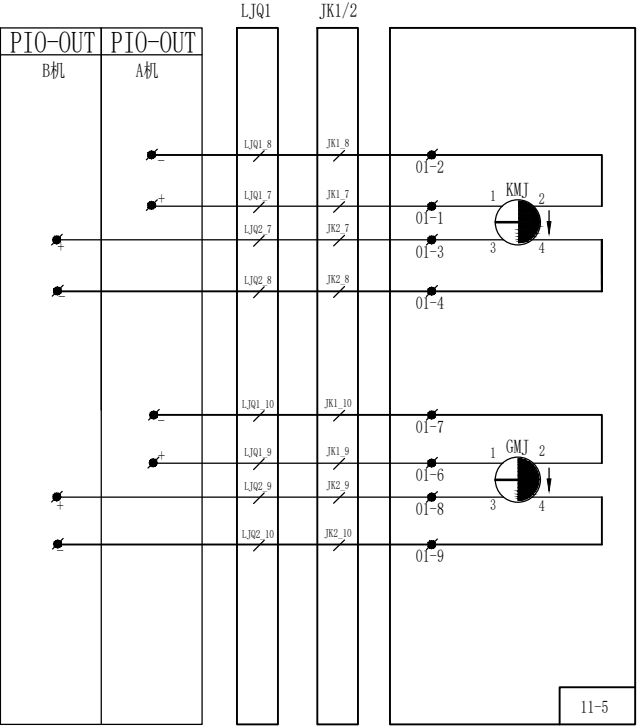 LJQ1 JK1/2
PIO-OUT PIO-OUT
B机 A机
- LJQ1_8 JK1_8 01-2
+ LJQ1_7 JK1_7 01-1
1 KMJ 2
+ LJQ2_7 JK2_7 01-3
3 4
- LJQ2_8 JK2_8 01-4
- LJQ1_10 JK1_10 01-7
+ LJQ1_9 JK1_9 01-6
1 GMJ 2
+ LJQ2_9 JK2_9 01-8
3 4
- LJQ2_10 JK2_10 01-9
11-5